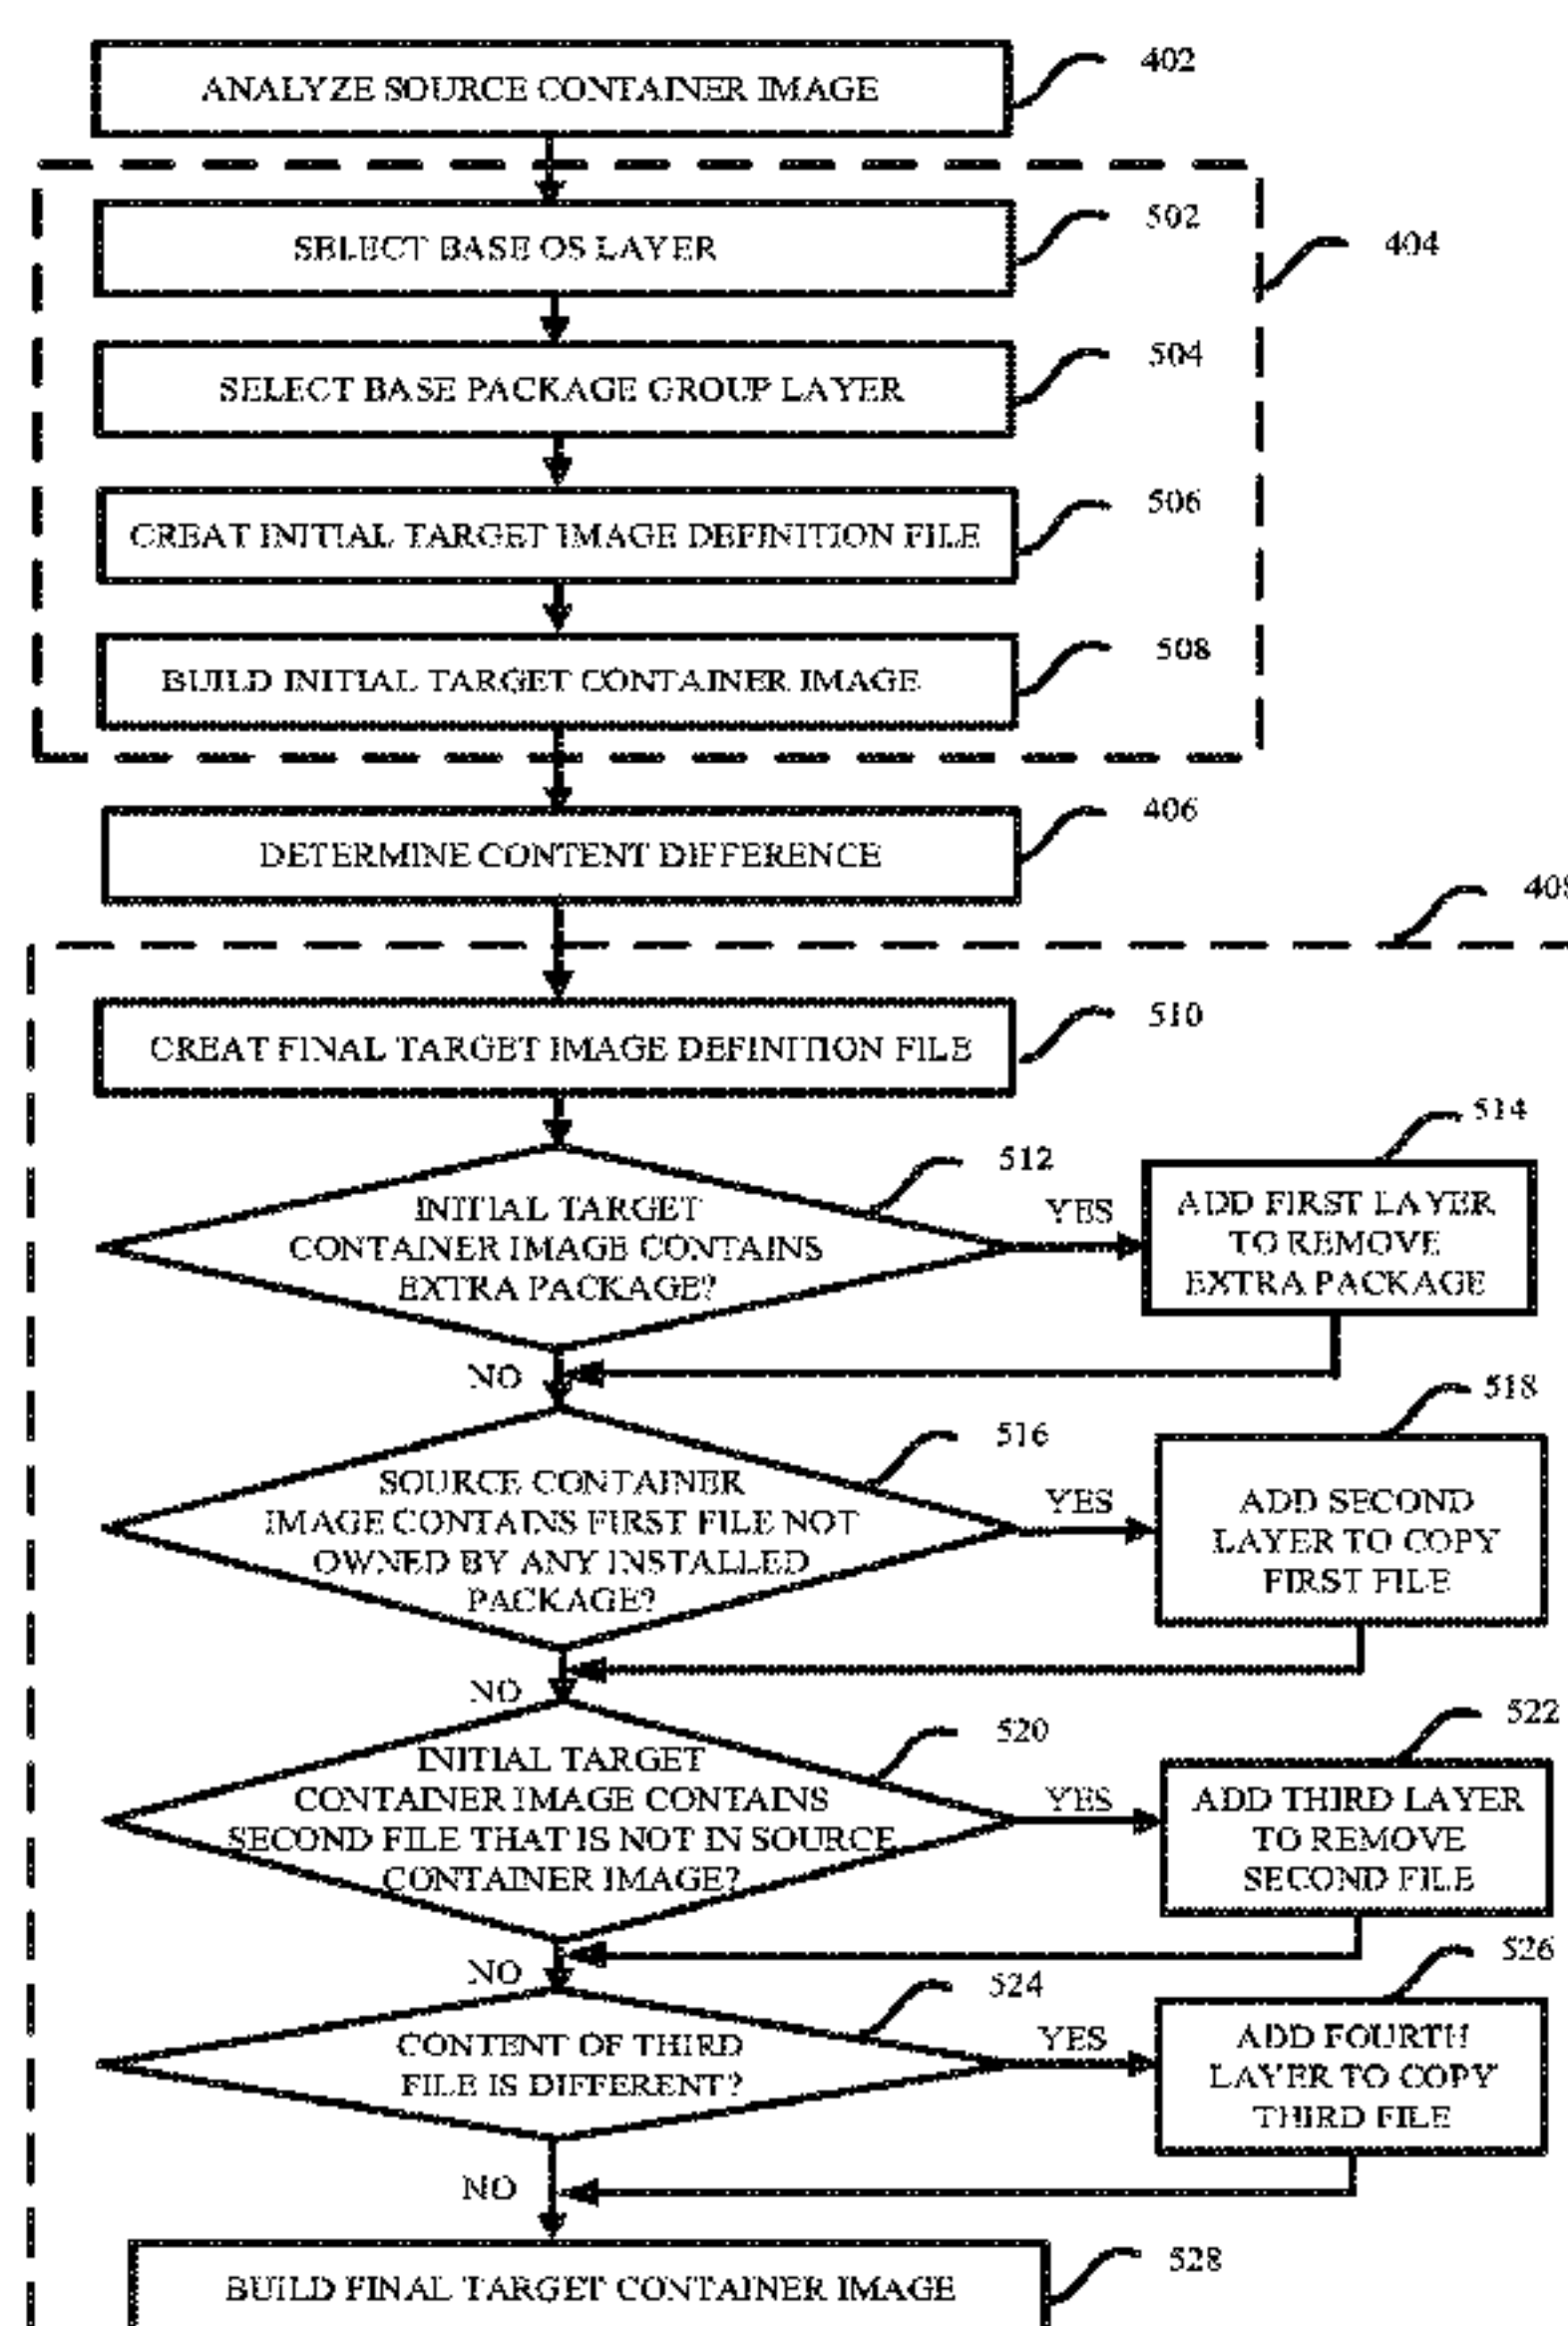 ANALYZE SOURCE CONTAINER IMAGE
402
SELECT BASE OS LAYER
502
404
SELECT BASE PACKAGE GROUP LAYER
504
CREAT INITIAL TARGET IMAGE DEFINITION FILE
506
BUILD INITIAL TARGET CONTAINER IMAGE
508
DETERMINE CONTENT DIFFERENCE
406
CREAT FINAL TARGET IMAGE DEFINITION FILE
510
INITIAL TARGET
CONTAINER IMAGE CONTAINS
EXTRA PACKAGE?
512
YES
514
ADD FIRST LAYER
TO REMOVE
EXTRA PACKAGE
NO
SOURCE CONTAINER
IMAGE CONTAINS FIRST FILE NOT
OWNED BY ANY INSTALLED
PACKAGE?
516
YES
518
ADD SECOND
LAYER TO COPY
FIRST FILE
NO
INITIAL TARGET
CONTAINER IMAGE CONTAINS
SECOND FILE THAT IS NOT IN SOURCE
CONTAINER IMAGE?
520
YES
522
ADD THIRD LAYER
TO REMOVE
SECOND FILE
NO
CONTENT OF THIRD
FILE IS DIFFERENT?
524
YES
526
ADD FOURTH
LAYER TO COPY
THIRD FILE
NO
BUILD FINAL TARGET CONTAINER IMAGE
528